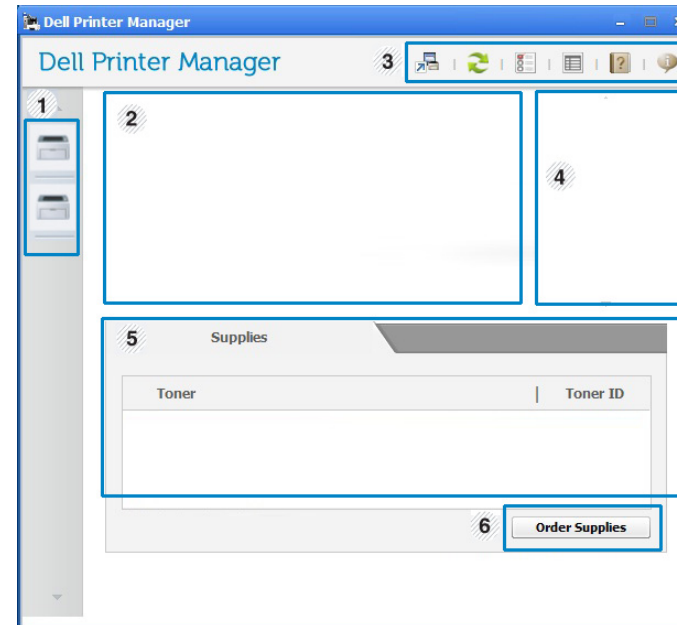 Dell Printer Manager
Dell Printer Manager
3
1
2
4
5 Supplies
Toner | Toner ID
6 Order Supplies